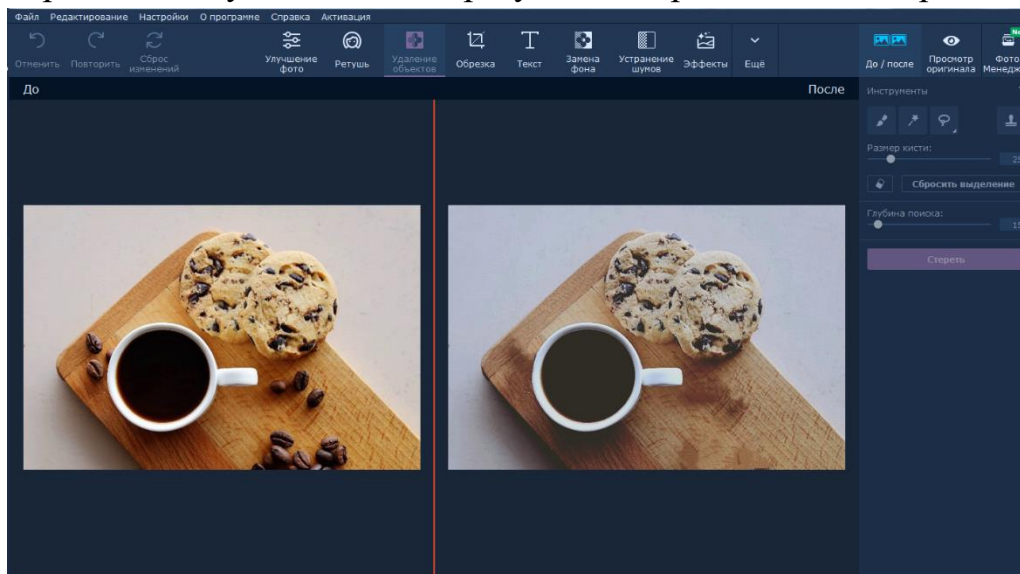 Файл Редактирование Настройки О программе Справка Активация
Отменить Повторить Сброс изменений Улучшение фото Ретушь Удаление объектов Обрезка Текст Замена фона Устранение шумов Эффекты Ещё До / после Просмотр оригинала Фото
До После Инструменты
Размер кисти:
Сбросить выделение
Глубина поиска:
Стереть